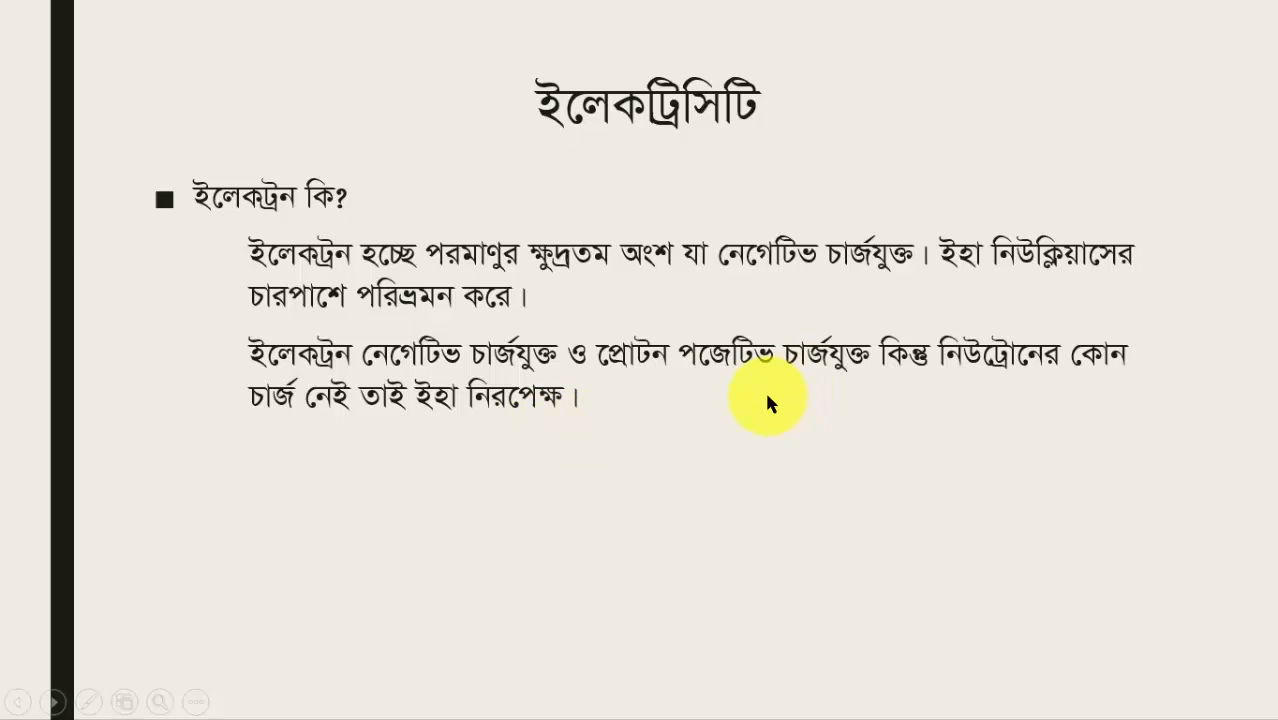 ইলেকট্রিসিটি
ইলেকট্রন কি?
ইলেকট্রন হচ্ছে পরমাণুর ক্ষুদ্রতম অংশ যা নেগেটিভ চার্জযুক্ত। ইহা নিউক্লিয়াসের
চারপাশে পরিভ্রমন করে।
ইলেকট্রন নেগেটিভ চার্জযুক্ত ও প্রোটন পজেটিভ চার্জযুক্ত কিন্তু নিউট্রোনের কোন
চার্জ নেই তাই ইহা নিরপেক্ষ।